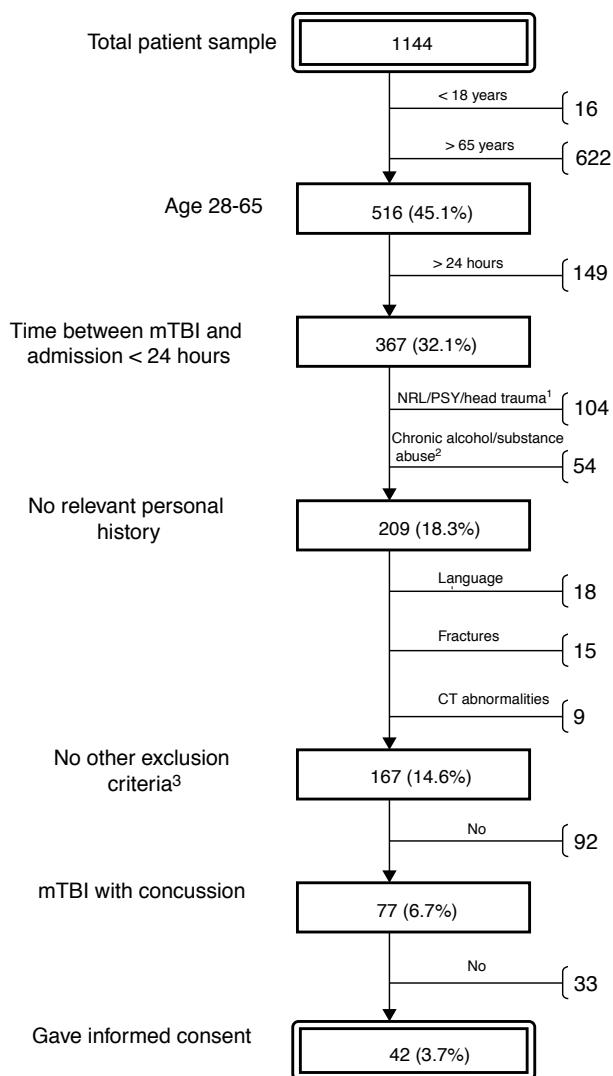 Total patient sample
1144
< 18 years
16
> 65 years
622
Age 28-65
516 (45.1%)
> 24 hours
149
Time between mTBI and
admission < 24 hours
367 (32.1%)
NRL/PSY/head trauma¹
104
Chronic alcohol/substance
abuse²
54
No relevant personal
history
209 (18.3%)
Language
18
Fractures
15
CT abnormalities
9
No other exclusion
criteria³
167 (14.6%)
No
92
mTBI with concussion
77 (6.7%)
No
33
Gave informed consent
42 (3.7%)